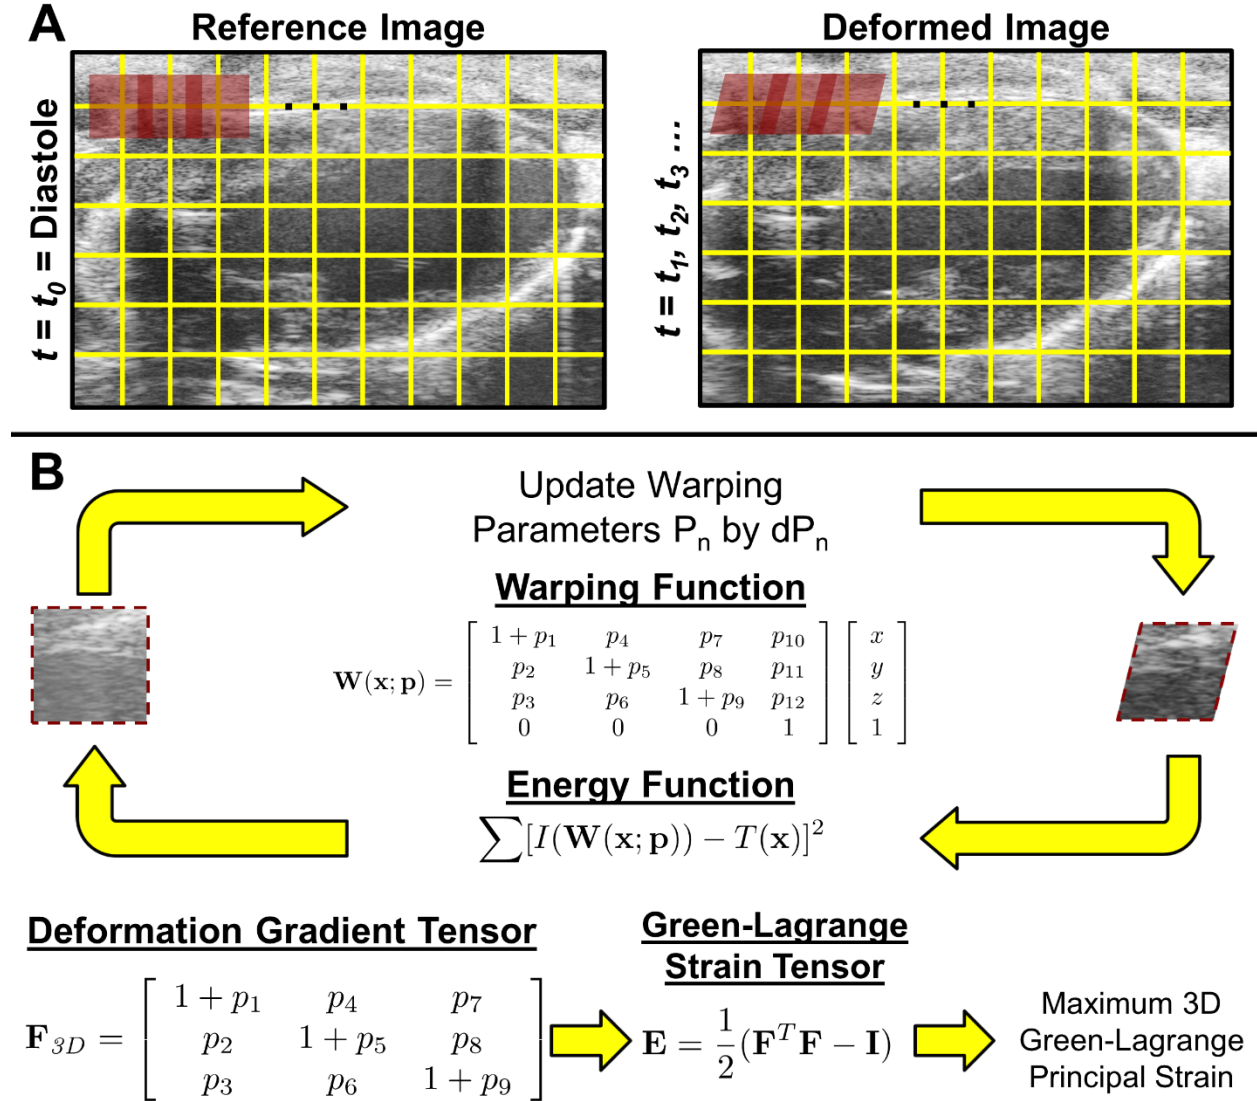 A
Reference Image
Deformed Image
t = t₀ = Diastole
t = t₁, t₂, t₃ ...
B
Update Warping
Parameters Pₙ by dPₙ
Warping Function
W(x; p) = [ 1 + p₁ p₄ p₇ p₁₀ ] [ x ]
[ p₂ 1 + p₅ p₈ p₁₁ ] [ y ]
[ p₃ p₆ 1 + p₉ p₁₂ ] [ z ]
[ 0 0 0 1 ] [ 1 ]
Energy Function
∑[I(W(x; p)) − T(x)]²
Deformation Gradient Tensor
F₃D = [ 1 + p₁ p₄ p₇ ]
[ p₂ 1 + p₅ p₈ ]
[ p₃ p₆ 1 + p₉ ]
Green-Lagrange
Strain Tensor
E = 1/2 (Fᵀ F − I)
Maximum 3D
Green-Lagrange
Principal Strain